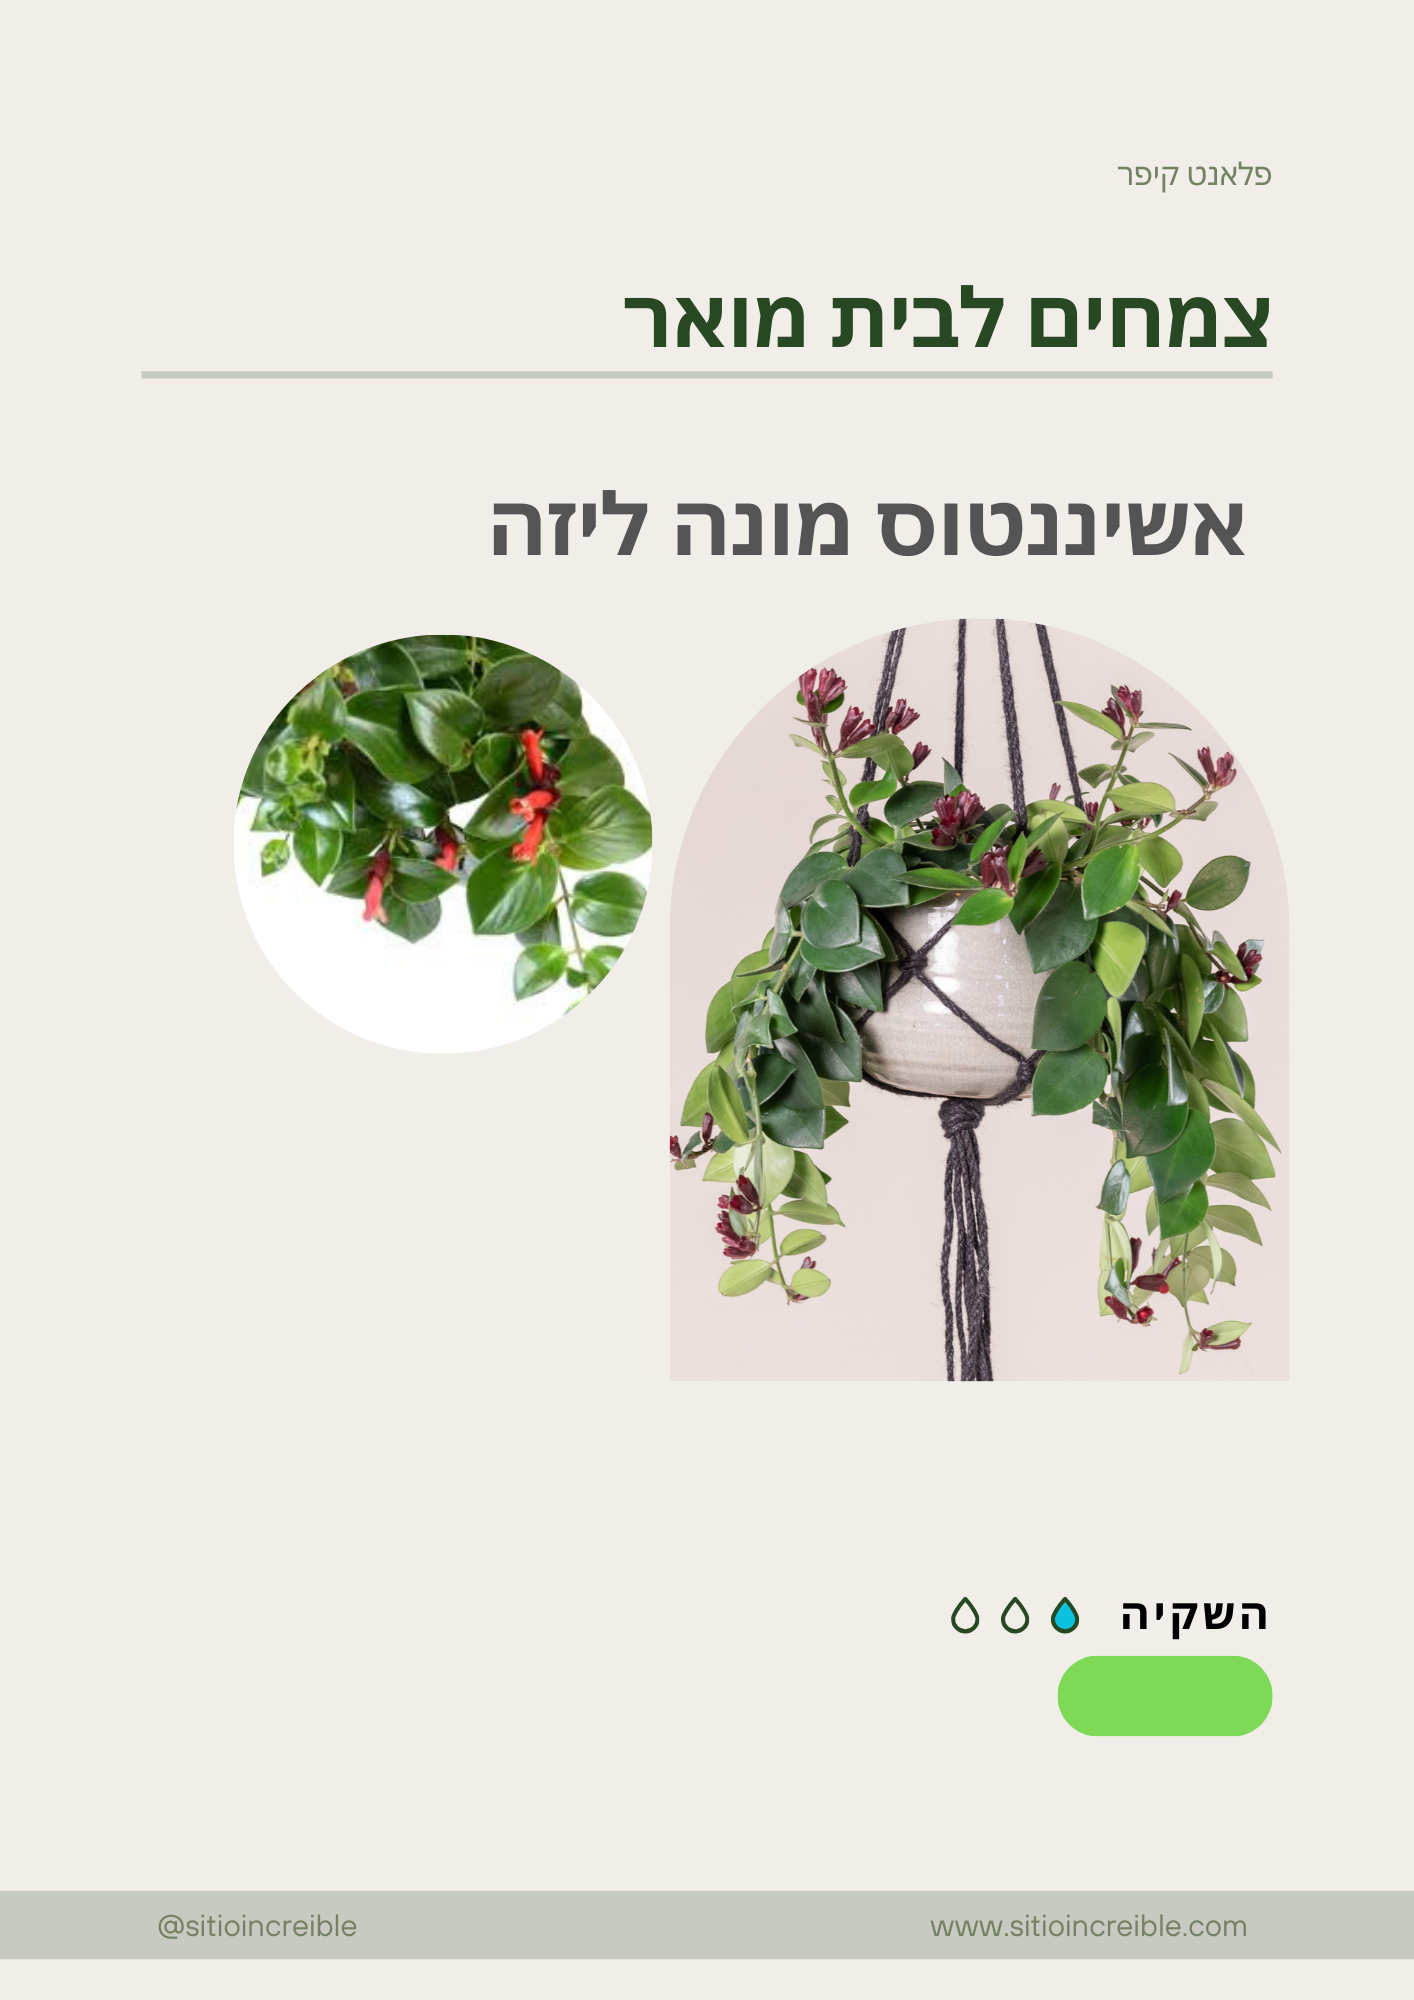 פלאנט קיפר
צמחים לבית מואר
אשיננטוס מונה ליזה
השקיה
@sitioincreible
www.sitioincreible.com